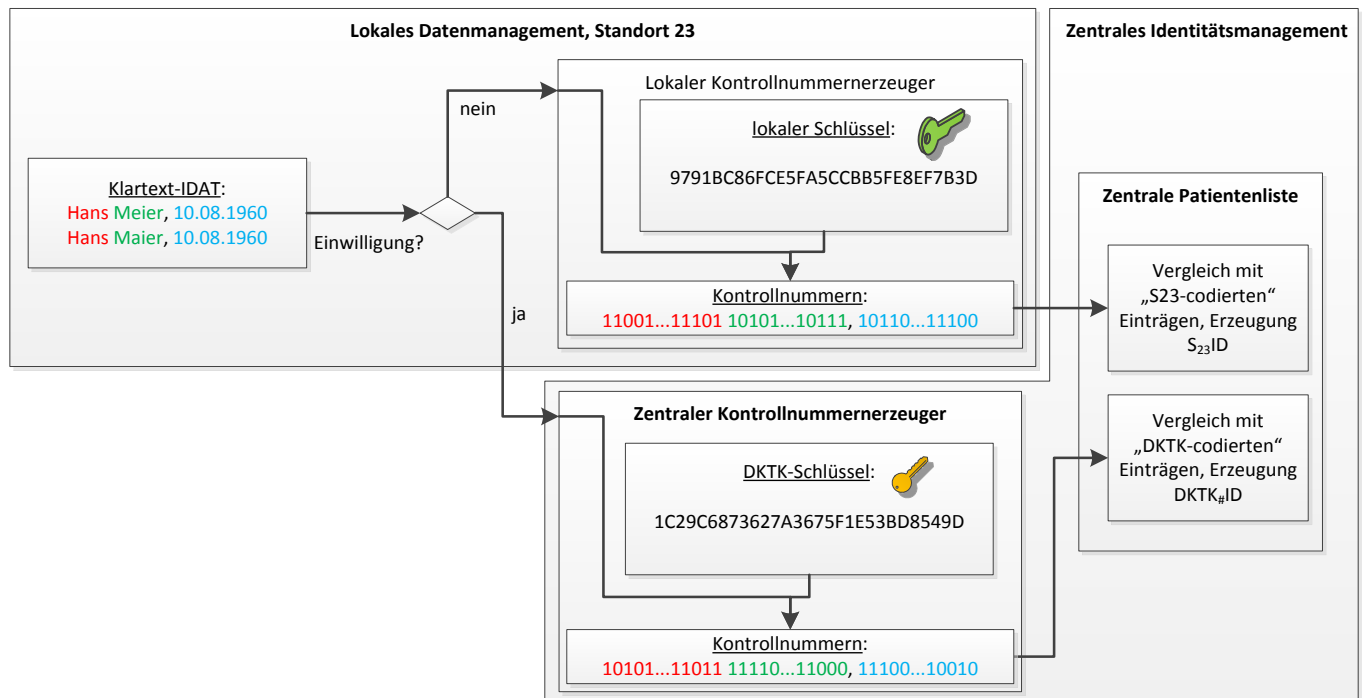 Lokales Datenmanagement, Standort 23
Zentrales Identitätsmanagement
Lokaler Kontrollnummernerzeuger
nein
lokaler Schlüssel:
9791BC86FCE5FA5CCBB5FE8EF7B3D
Klartext-IDAT:
Hans Meier, 10.08.1960
Hans Maier, 10.08.1960
Einwilligung?
ja
Kontrollnummern:
11001...11101 10101...10111, 10110...11100
Zentrale Patientenliste
Vergleich mit
„S23-codierten“
Einträgen, Erzeugung
S₂₃ID
Zentraler Kontrollnummernerzeuger
DKTK-Schlüssel:
1C29C6873627A3675F1E53BD8549D
Kontrollnummern:
10101...11011 11110...11000, 11100...10010
Vergleich mit
„DKTK-codierten“
Einträgen, Erzeugung
DKTK#ID